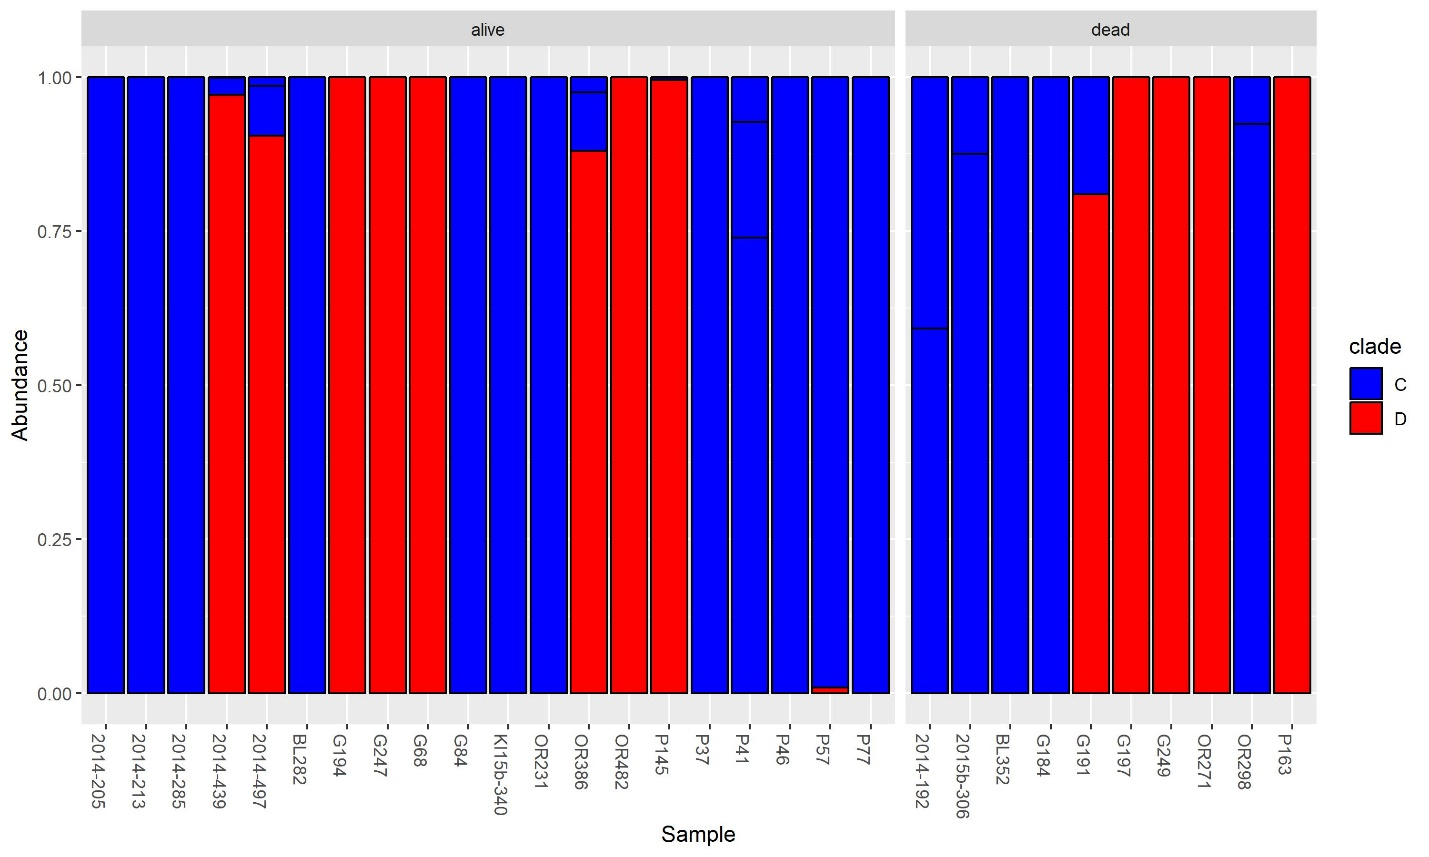 alive dead
1.00
0.75
0.50
0.25
0.00
Abundance
2014-205 2014-213 2014-285 2014-439 2014-497 BL282 G194 G247 G68 G84 KI15b-340 OR231 OR386 OR482 P145 P37 P41 P46 P57 P77 2014-192 2015b-306 BL352 G184 G191 G197 G249 OR271 OR298 P163
Sample
clade
C
D